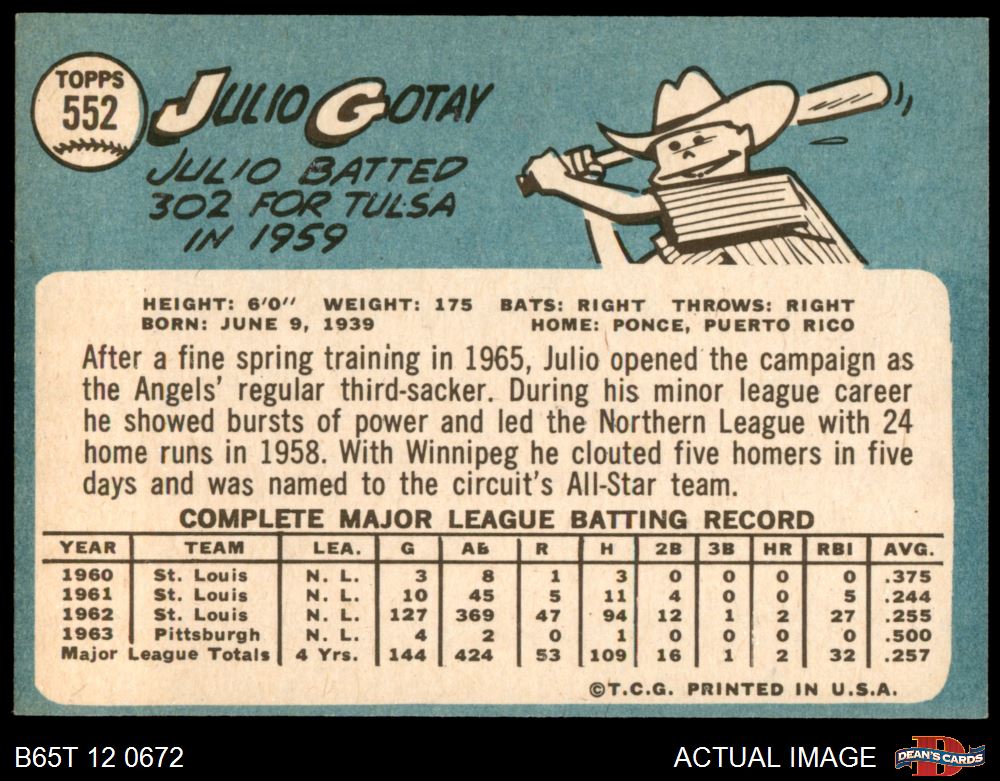 TOPPS
552
JULIO GOTAY
JULIO BATTED
302 FOR TULSA
IN 1959
HEIGHT: 6'0" WEIGHT: 175 BATS: RIGHT THROWS: RIGHT
BORN: JUNE 9, 1939 HOME: PONCE, PUERTO RICO
After a fine spring training in 1965, Julio opened the campaign as
the Angels' regular third-sacker. During his minor league career
he showed bursts of power and led the Northern League with 24
home runs in 1958. With Winnipeg he clouted five homers in five
days and was named to the circuit's All-Star team.
COMPLETE MAJOR LEAGUE BATTING RECORD
YEAR TEAM LEA. G AB R H 2B 3B HR RBI AVG.
1960 St. Louis N. L. 3 8 1 3 0 0 0 0 .375
1961 St. Louis N. L. 10 45 5 11 4 0 0 5 .244
1962 St. Louis N. L. 127 369 47 94 12 1 2 27 .255
1963 Pittsburgh N. L. 4 2 0 1 0 0 0 0 .500
Major League Totals 4 Yrs. 144 424 53 109 16 1 2 32 .257
©T.C.G. PRINTED IN U.S.A.
B65T 12 0672 ACTUAL IMAGE
DEAN'S CARDS